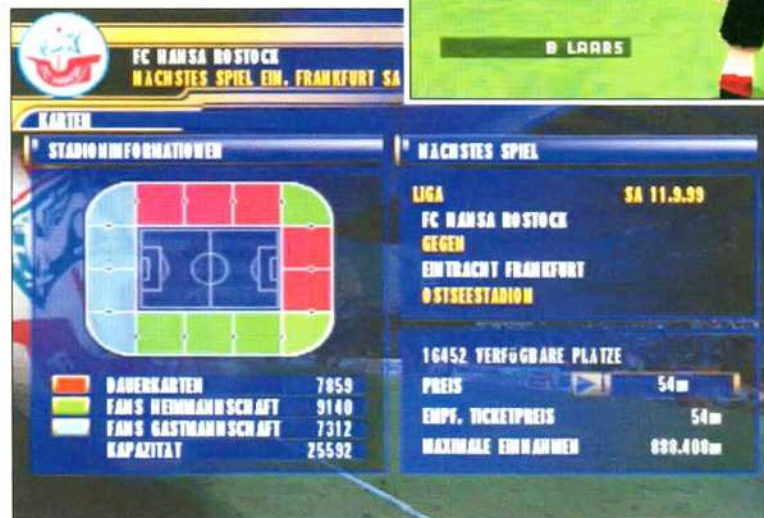 B LAARS
FC HANSA ROSTOCK
NÄCHSTES SPIEL EIN. FRANKFURT SA
KARTEN
STADIONINFORMATIONEN
DAUERKARTEN 7859
FANS HEIMMANNSCHAFT 9140
FANS GASTMANNSCHAFT 7312
KAPAZITÄT 25592
NÄCHSTES SPIEL
LIGA SA 11.9.99
FC HANSA ROSTOCK
GEGEN
EINTRACHT FRANKFURT
OSTSEESTADION
16452 VERFÜGBARE PLÄTZE
PREIS 54m
EMPF. TICKETPREIS 54m
MAXIMALE EINNAHMEN 888.408m